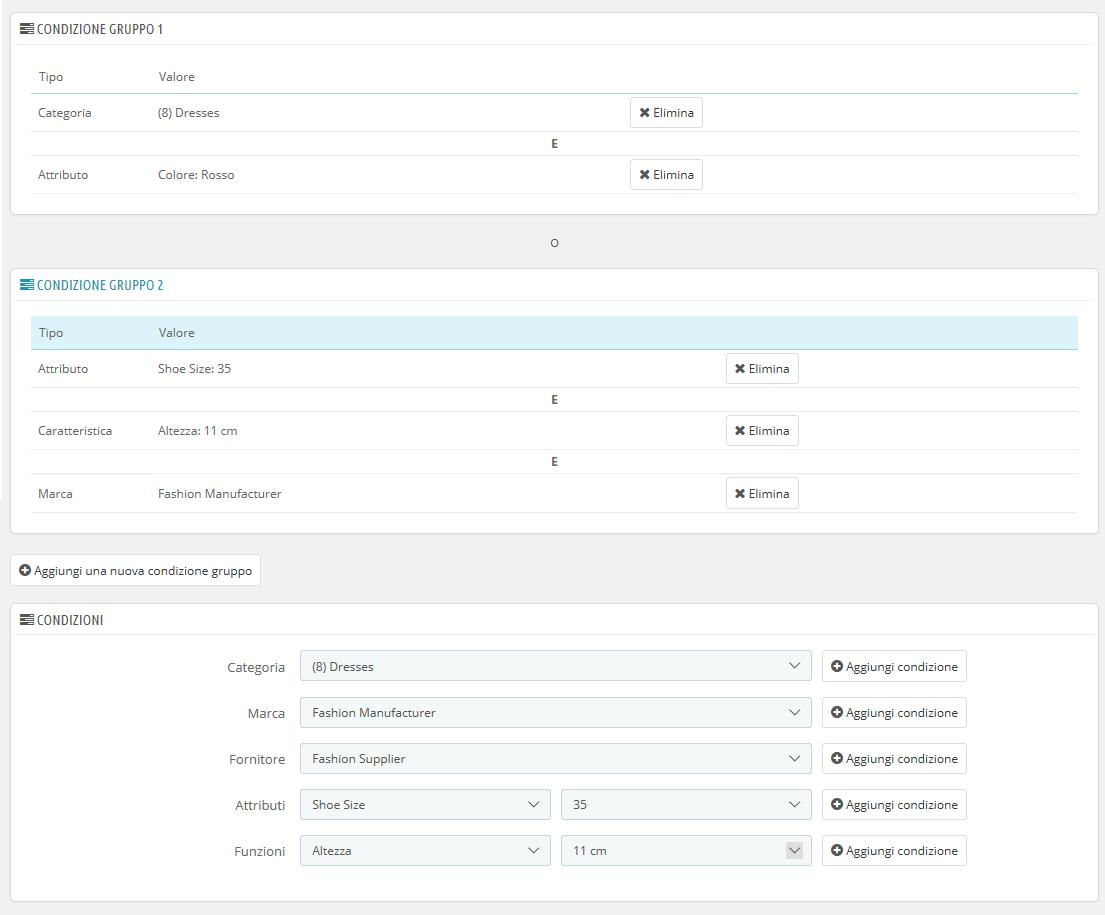 CONDIZIONE GRUPPO 1
Tipo Valore
Categoria (8) Dresses Elimina
E
Attributo Colore: Rosso Elimina
O
CONDIZIONE GRUPPO 2
Tipo Valore
Attributo Shoe Size: 35 Elimina
E
Caratteristica Altezza: 11 cm Elimina
E
Marca Fashion Manufacturer Elimina
Aggiungi una nuova condizione gruppo
CONDIZIONI
Categoria (8) Dresses Aggiungi condizione
Marca Fashion Manufacturer Aggiungi condizione
Fornitore Fashion Supplier Aggiungi condizione
Attributi Shoe Size 35 Aggiungi condizione
Funzioni Altezza 11 cm Aggiungi condizione